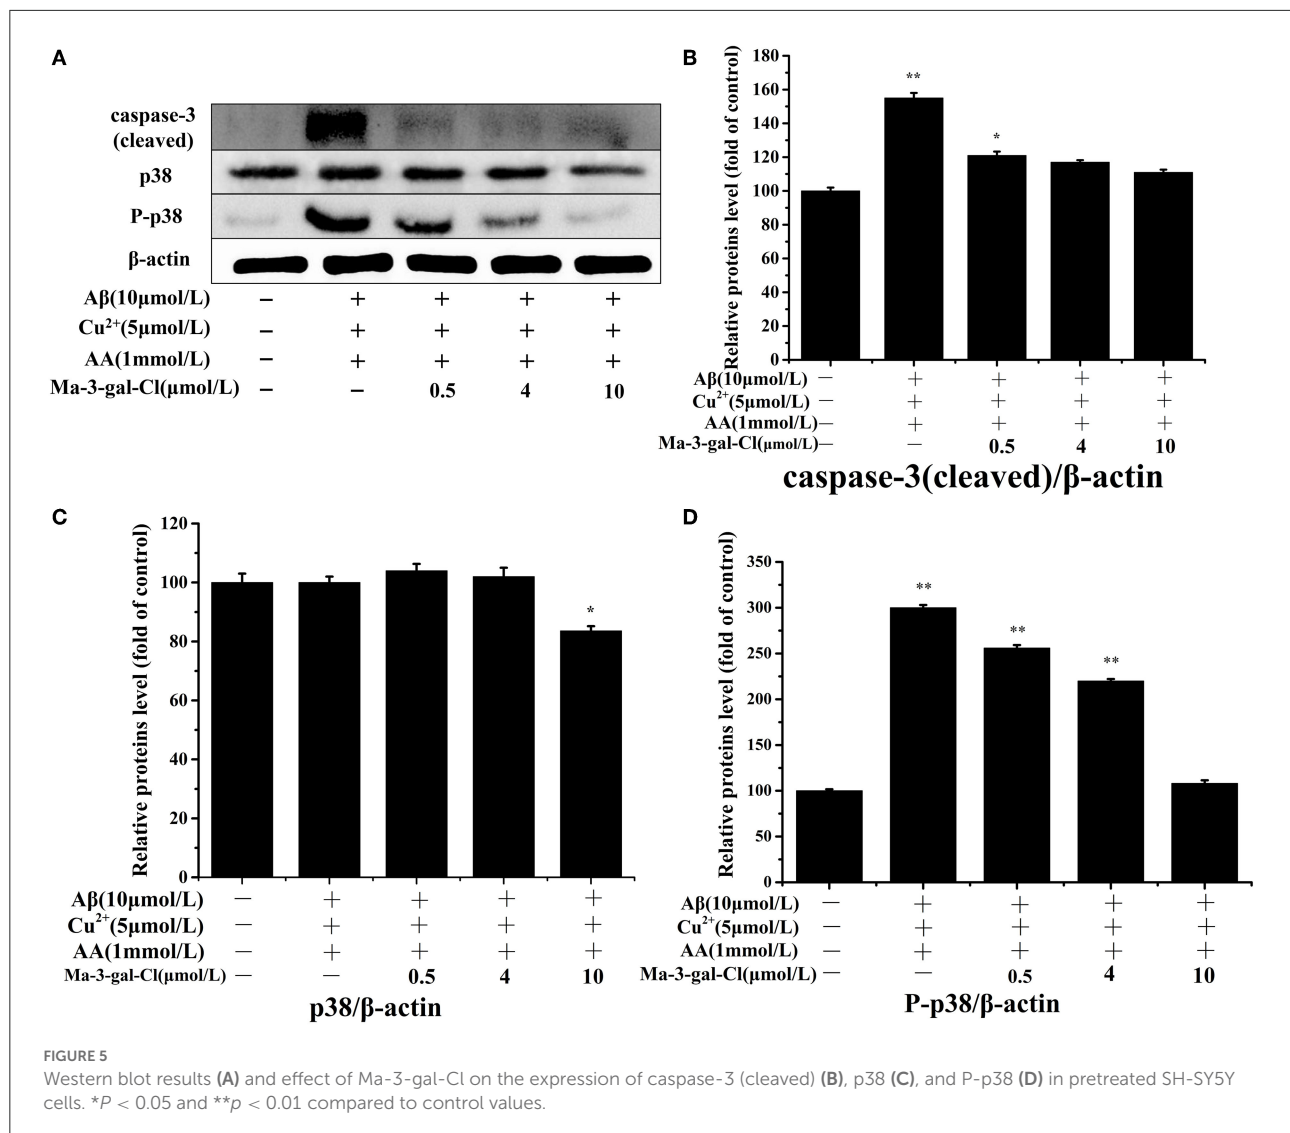 A
caspase-3
(cleaved)
p38
P-p38
β-actin
Aβ(10μmol/L) – + + + +
Cu²⁺(5μmol/L) – + + + +
AA(1mmol/L) – + + + +
Ma-3-gal-Cl(μmol/L) – – 0.5 4 10
B
Relative proteins level (fold of control)
180
160
140
120
100
80
60
40
20
0
**
*
Aβ(10μmol/L) — + + + +
Cu²⁺(5μmol/L) — + + + +
AA(1mmol/L) — + + + +
Ma-3-gal-Cl(μmol/L) — — 0.5 4 10
caspase-3(cleaved)/β-actin
C
Relative proteins level (fold of control)
120
100
80
60
40
20
0
*
Aβ(10μmol/L) — + + + +
Cu²⁺(5μmol/L) — + + + +
AA(1mmol/L) — + + + +
Ma-3-gal-Cl(μmol/L) — — 0.5 4 10
p38/β-actin
D
Relative proteins level (fold of control)
350
300
250
200
150
100
50
0
**
**
**
Aβ(10μmol/L) — + + + +
Cu²⁺(5μmol/L) — + + + +
AA(1mmol/L) — + + + +
Ma-3-gal-Cl(μmol/L) — — 0.5 4 10
P-p38/β-actin
FIGURE 5
Western blot results (A) and effect of Ma-3-gal-Cl on the expression of caspase-3 (cleaved) (B), p38 (C), and P-p38 (D) in pretreated SH-SY5Y
cells. *P < 0.05 and **p < 0.01 compared to control values.